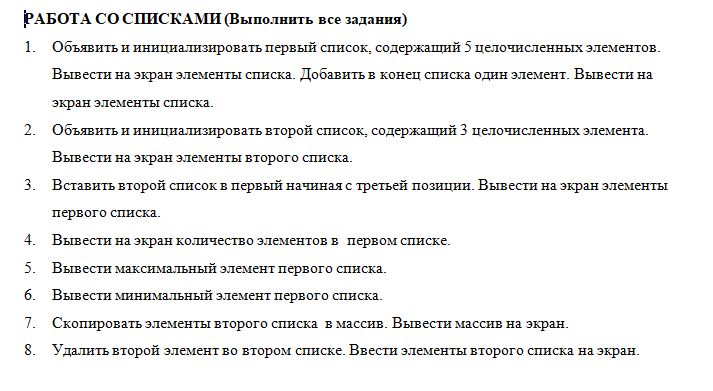 РАБОТА СО СПИСКАМИ (Выполнить все задания)
1. Объявить и инициализировать первый список, содержащий 5 целочисленных элементов.
Вывести на экран элементы списка. Добавить в конец списка один элемент. Вывести на
экран элементы списка.
2. Объявить и инициализировать второй список, содержащий 3 целочисленных элемента.
Вывести на экран элементы второго списка.
3. Вставить второй список в первый начиная с третьей позиции. Вывести на экран элементы
первого списка.
4. Вывести на экран количество элементов в первом списке.
5. Вывести максимальный элемент первого списка.
6. Вывести минимальный элемент первого списка.
7. Скопировать элементы второго списка в массив. Вывести массив на экран.
8. Удалить второй элемент во втором списке. Ввести элементы второго списка на экран.